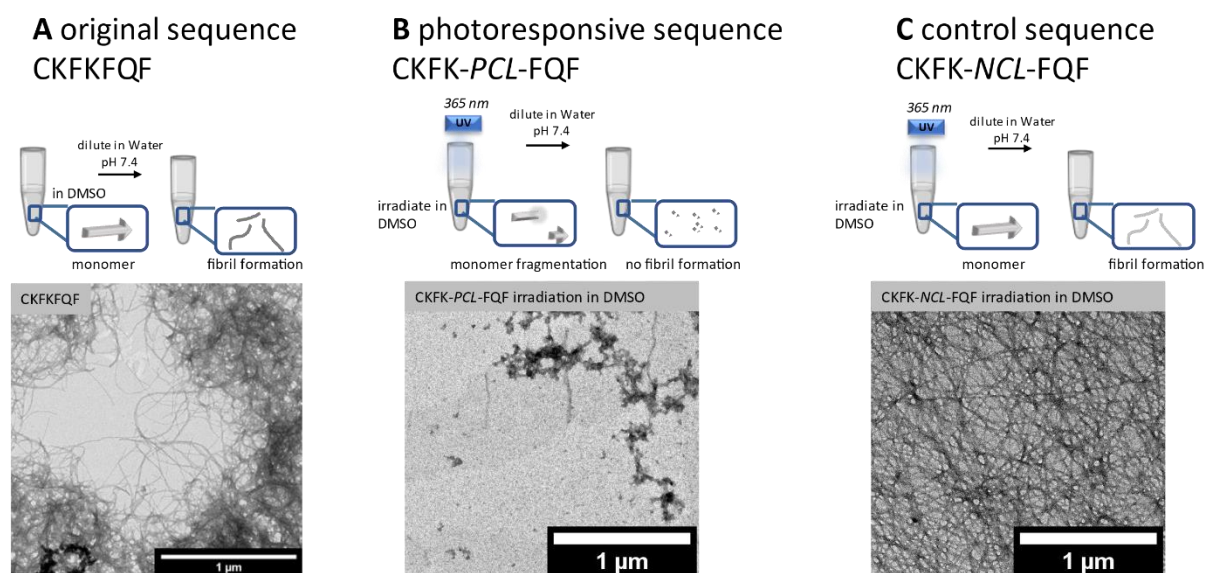 A original sequence
CKFKFQF
dilute in Water
pH 7.4
in DMSO
monomer
fibril formation
CKFKFQF
1 µm
B photoresponsive sequence
CKFK-PCL-FQF
365 nm
UV
dilute in Water
pH 7.4
irradiate in
DMSO
monomer fragmentation
no fibril formation
CKFK-PCL-FQF irradiation in DMSO
1 µm
C control sequence
CKFK-NCL-FQF
365 nm
UV
dilute in Water
pH 7.4
irradiate in
DMSO
monomer
fibril formation
CKFK-NCL-FQF irradiation in DMSO
1 µm